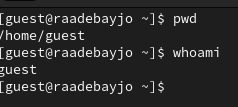 [guest@raadebayjo ~]$ pwd
/home/guest
[guest@raadebayjo ~]$ whoami
guest
[guest@raadebayjo ~]$